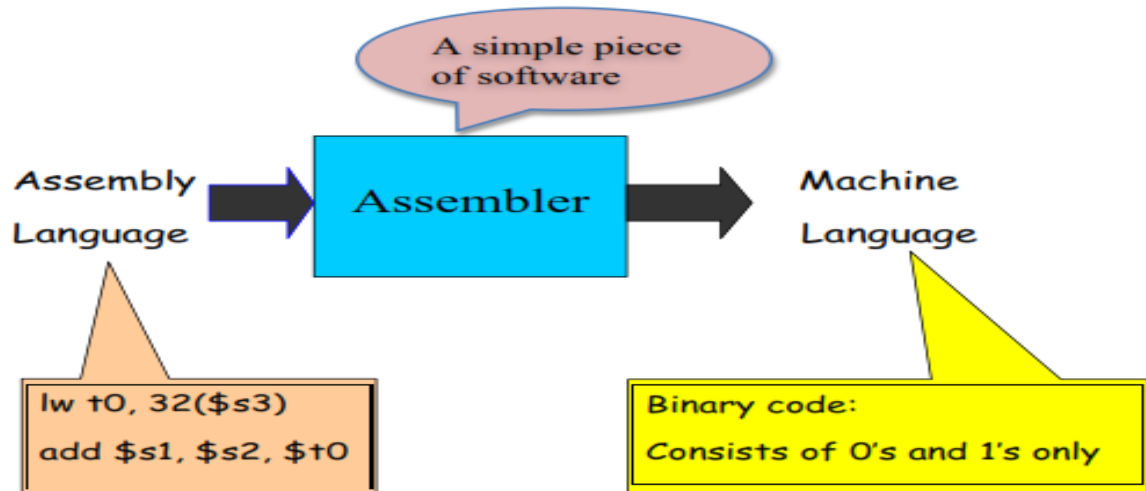 A simple piece
of software
Assembly
Language
Assembler
Machine
Language
lw t0, 32($s3)
add $s1, $s2, $t0
Binary code:
Consists of 0's and 1's only